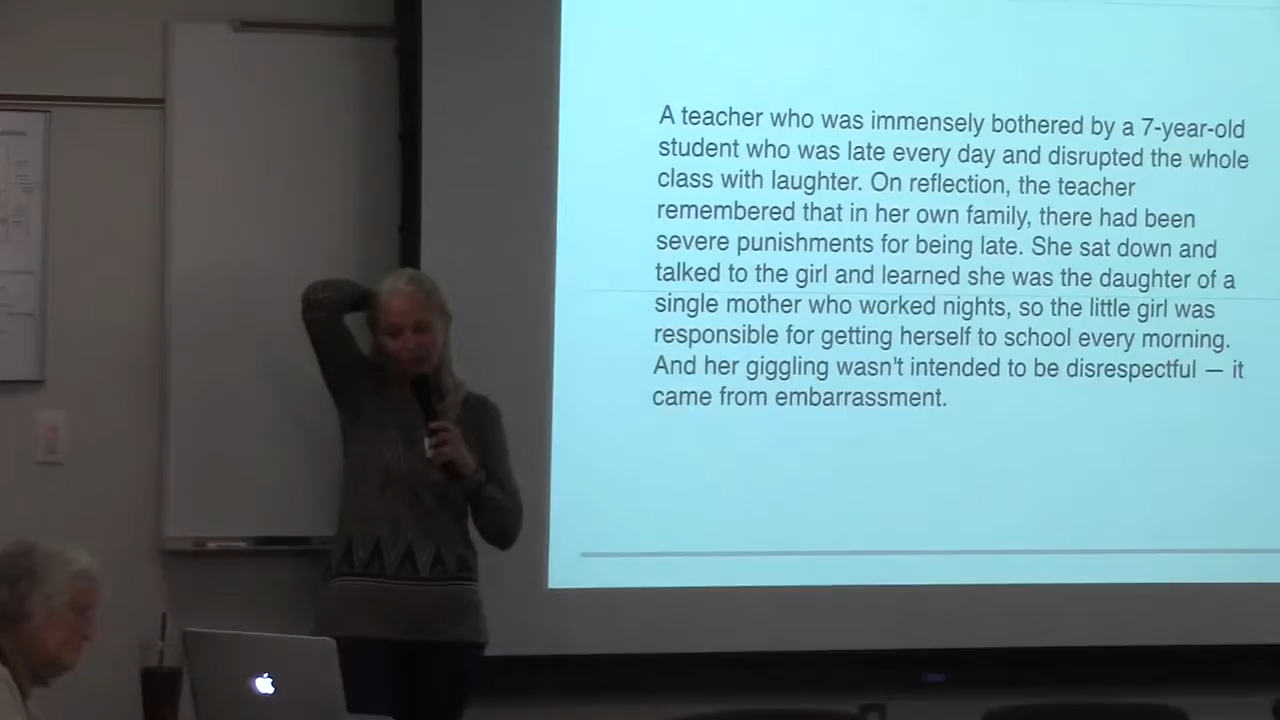 A teacher who was immensely bothered by a 7-year-old
student who was late every day and disrupted the whole
class with laughter. On reflection, the teacher
remembered that in her own family, there had been
severe punishments for being late. She sat down and
talked to the girl and learned she was the daughter of a
single mother who worked nights, so the little girl was
responsible for getting herself to school every morning.
And her giggling wasn't intended to be disrespectful — it
came from embarrassment.